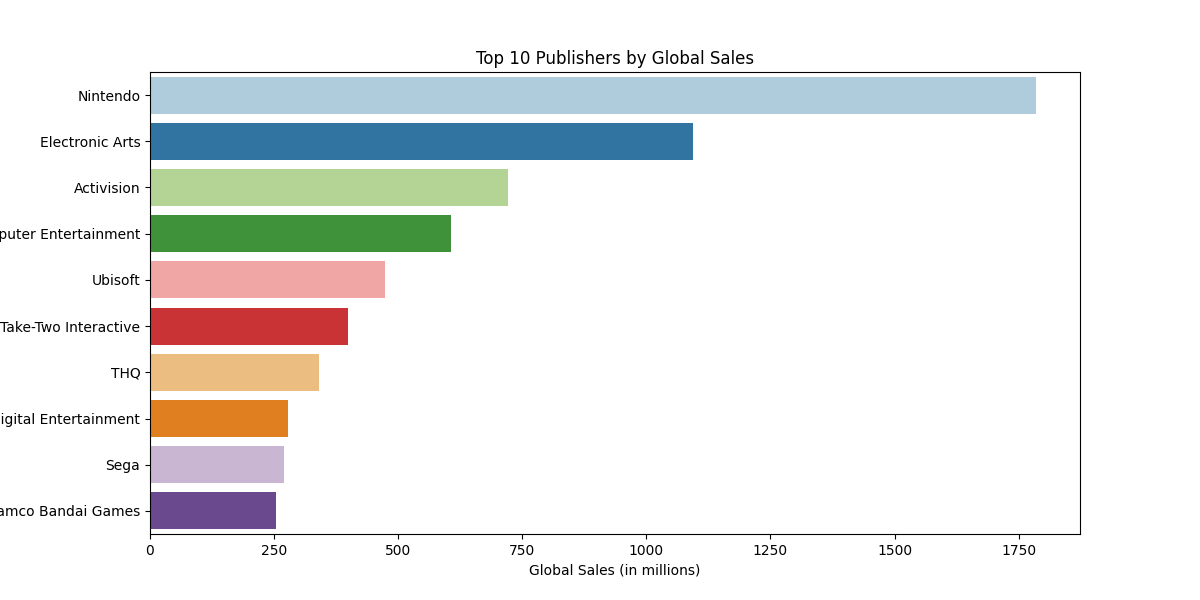 Top 10 Publishers by Global Sales
Nintendo
Electronic Arts
Activision
puter Entertainment
Ubisoft
Take-Two Interactive
THQ
igital Entertainment
Sega
amco Bandai Games
0 250 500 750 1000 1250 1500 1750
Global Sales (in millions)